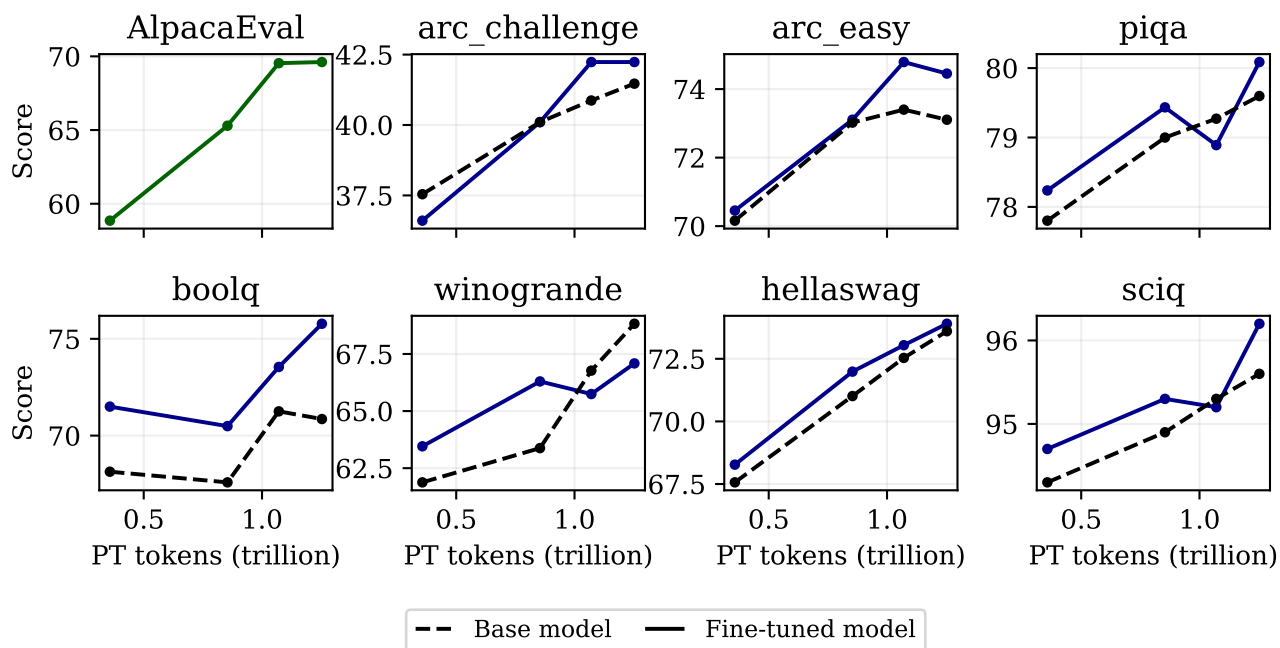 AlpacaEval
arc_challenge
arc_easy
piqa
Score
70
65
60
42.5
40.0
37.5
74
72
70
80
79
78
boolq
winogrande
hellaswag
sciq
Score
75
70
67.5
65.0
62.5
72.5
70.0
67.5
96
95
0.5 1.0
0.5 1.0
0.5 1.0
0.5 1.0
PT tokens (trillion)
PT tokens (trillion)
PT tokens (trillion)
PT tokens (trillion)
Base model
Fine-tuned model